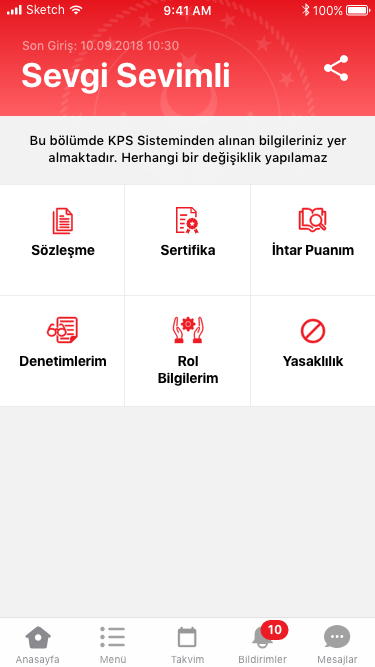 Sketch 9:41 AM 100%
Son Giriş: 10.09.2018 10:30
Sevgi Sevimli
Bu bölümde KPS Sisteminden alınan bilgileriniz yer
almaktadır. Herhangi bir değişiklik yapılamaz
Sözleşme Sertifika İhtar Puanım
Denetimlerim Rol Yasaklılık
Bilgilerim
10
Anasayfa Menü Takvim Bildirimler Mesajlar